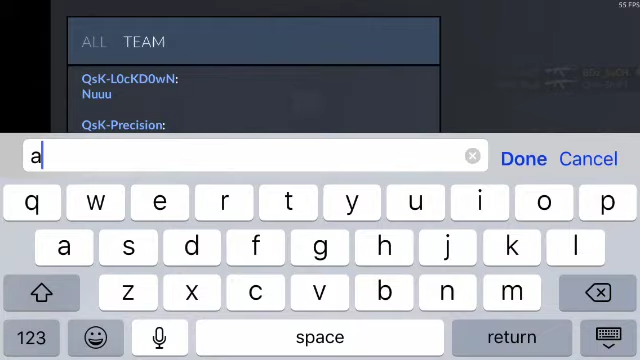 55 FPS
ALL TEAM
QsK-L0cKD0wN:
Nuuu
QsK-Precision:
a
Done Cancel
q w e r t y u i o p
a s d f g h j k l
z x c v b n m
123 space return